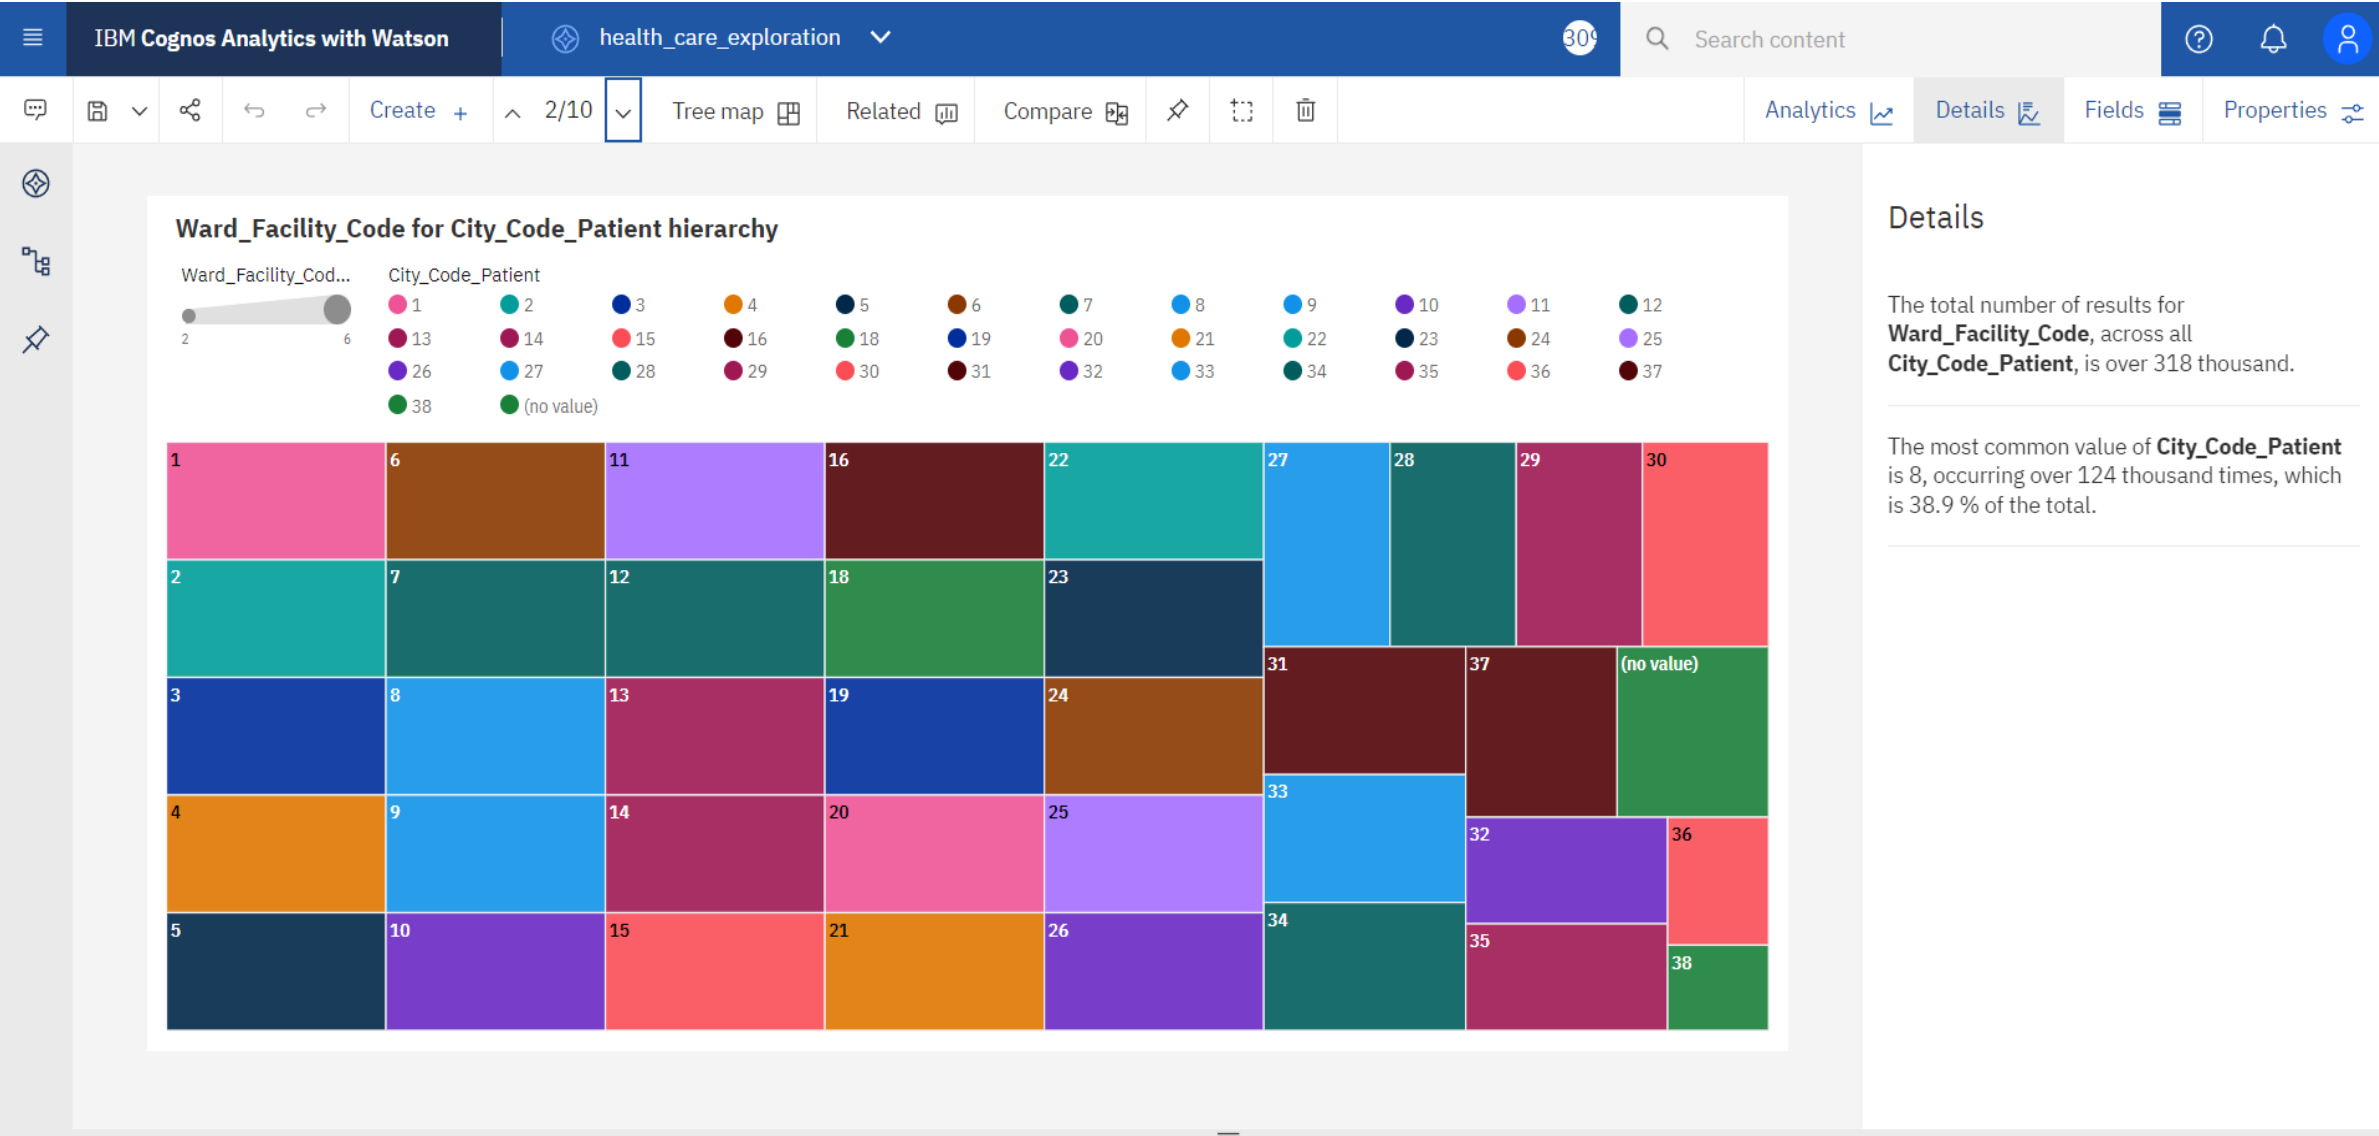 IBM Cognos Analytics with Watson
health_care_exploration
Search content
Create +
2/10
Tree map
Related
Compare
Analytics
Details
Fields
Properties
Ward_Facility_Code for City_Code_Patient hierarchy
Ward_Facility_Cod...
2 6
City_Code_Patient
1 2 3 4 5 6 7 8 9 10 11 12
13 14 15 16 18 19 20 21 22 23 24 25
26 27 28 29 30 31 32 33 34 35 36 37
38 (no value)
1 6 11 16 22 27 28 29 30
2 7 12 18 23
31 37 (no value)
3 8 13 19 24
33
4 9 14 20 25
32 36
34
5 10 15 21 26
35
38
Details
The total number of results for
Ward_Facility_Code, across all
City_Code_Patient, is over 318 thousand.
The most common value of City_Code_Patient
is 8, occurring over 124 thousand times, which
is 38.9 % of the total.